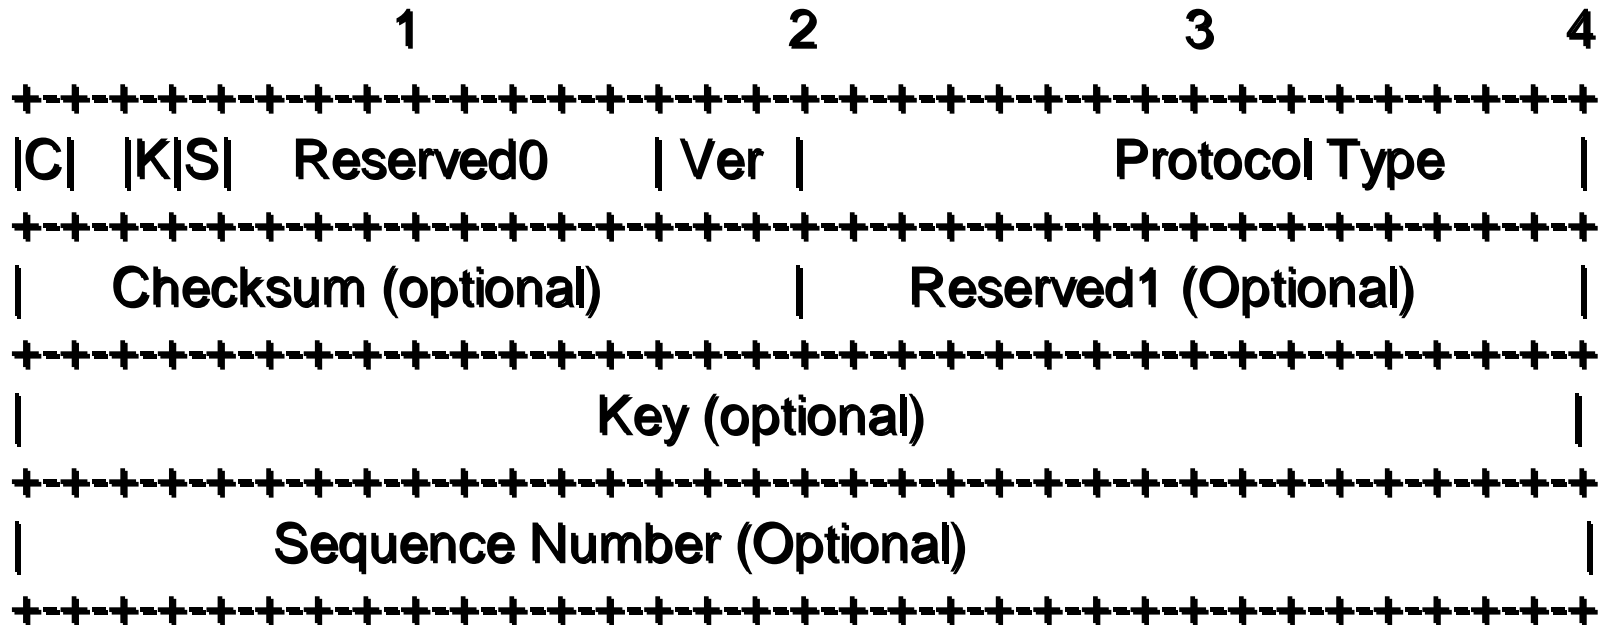 1 2 3 4
+-+-+-+-+-+-+-+-+-+-+-+-+-+-+-+-+-+-+-+-+-+-+-+-+-+-+-+-+-+-+-+-+
|C| |K|S| Reserved0 | Ver | Protocol Type |
+-+-+-+-+-+-+-+-+-+-+-+-+-+-+-+-+-+-+-+-+-+-+-+-+-+-+-+-+-+-+-+-+
| Checksum (optional) | Reserved1 (Optional) |
+-+-+-+-+-+-+-+-+-+-+-+-+-+-+-+-+-+-+-+-+-+-+-+-+-+-+-+-+-+-+-+-+
| Key (optional) |
+-+-+-+-+-+-+-+-+-+-+-+-+-+-+-+-+-+-+-+-+-+-+-+-+-+-+-+-+-+-+-+-+
| Sequence Number (Optional) |
+-+-+-+-+-+-+-+-+-+-+-+-+-+-+-+-+-+-+-+-+-+-+-+-+-+-+-+-+-+-+-+-+